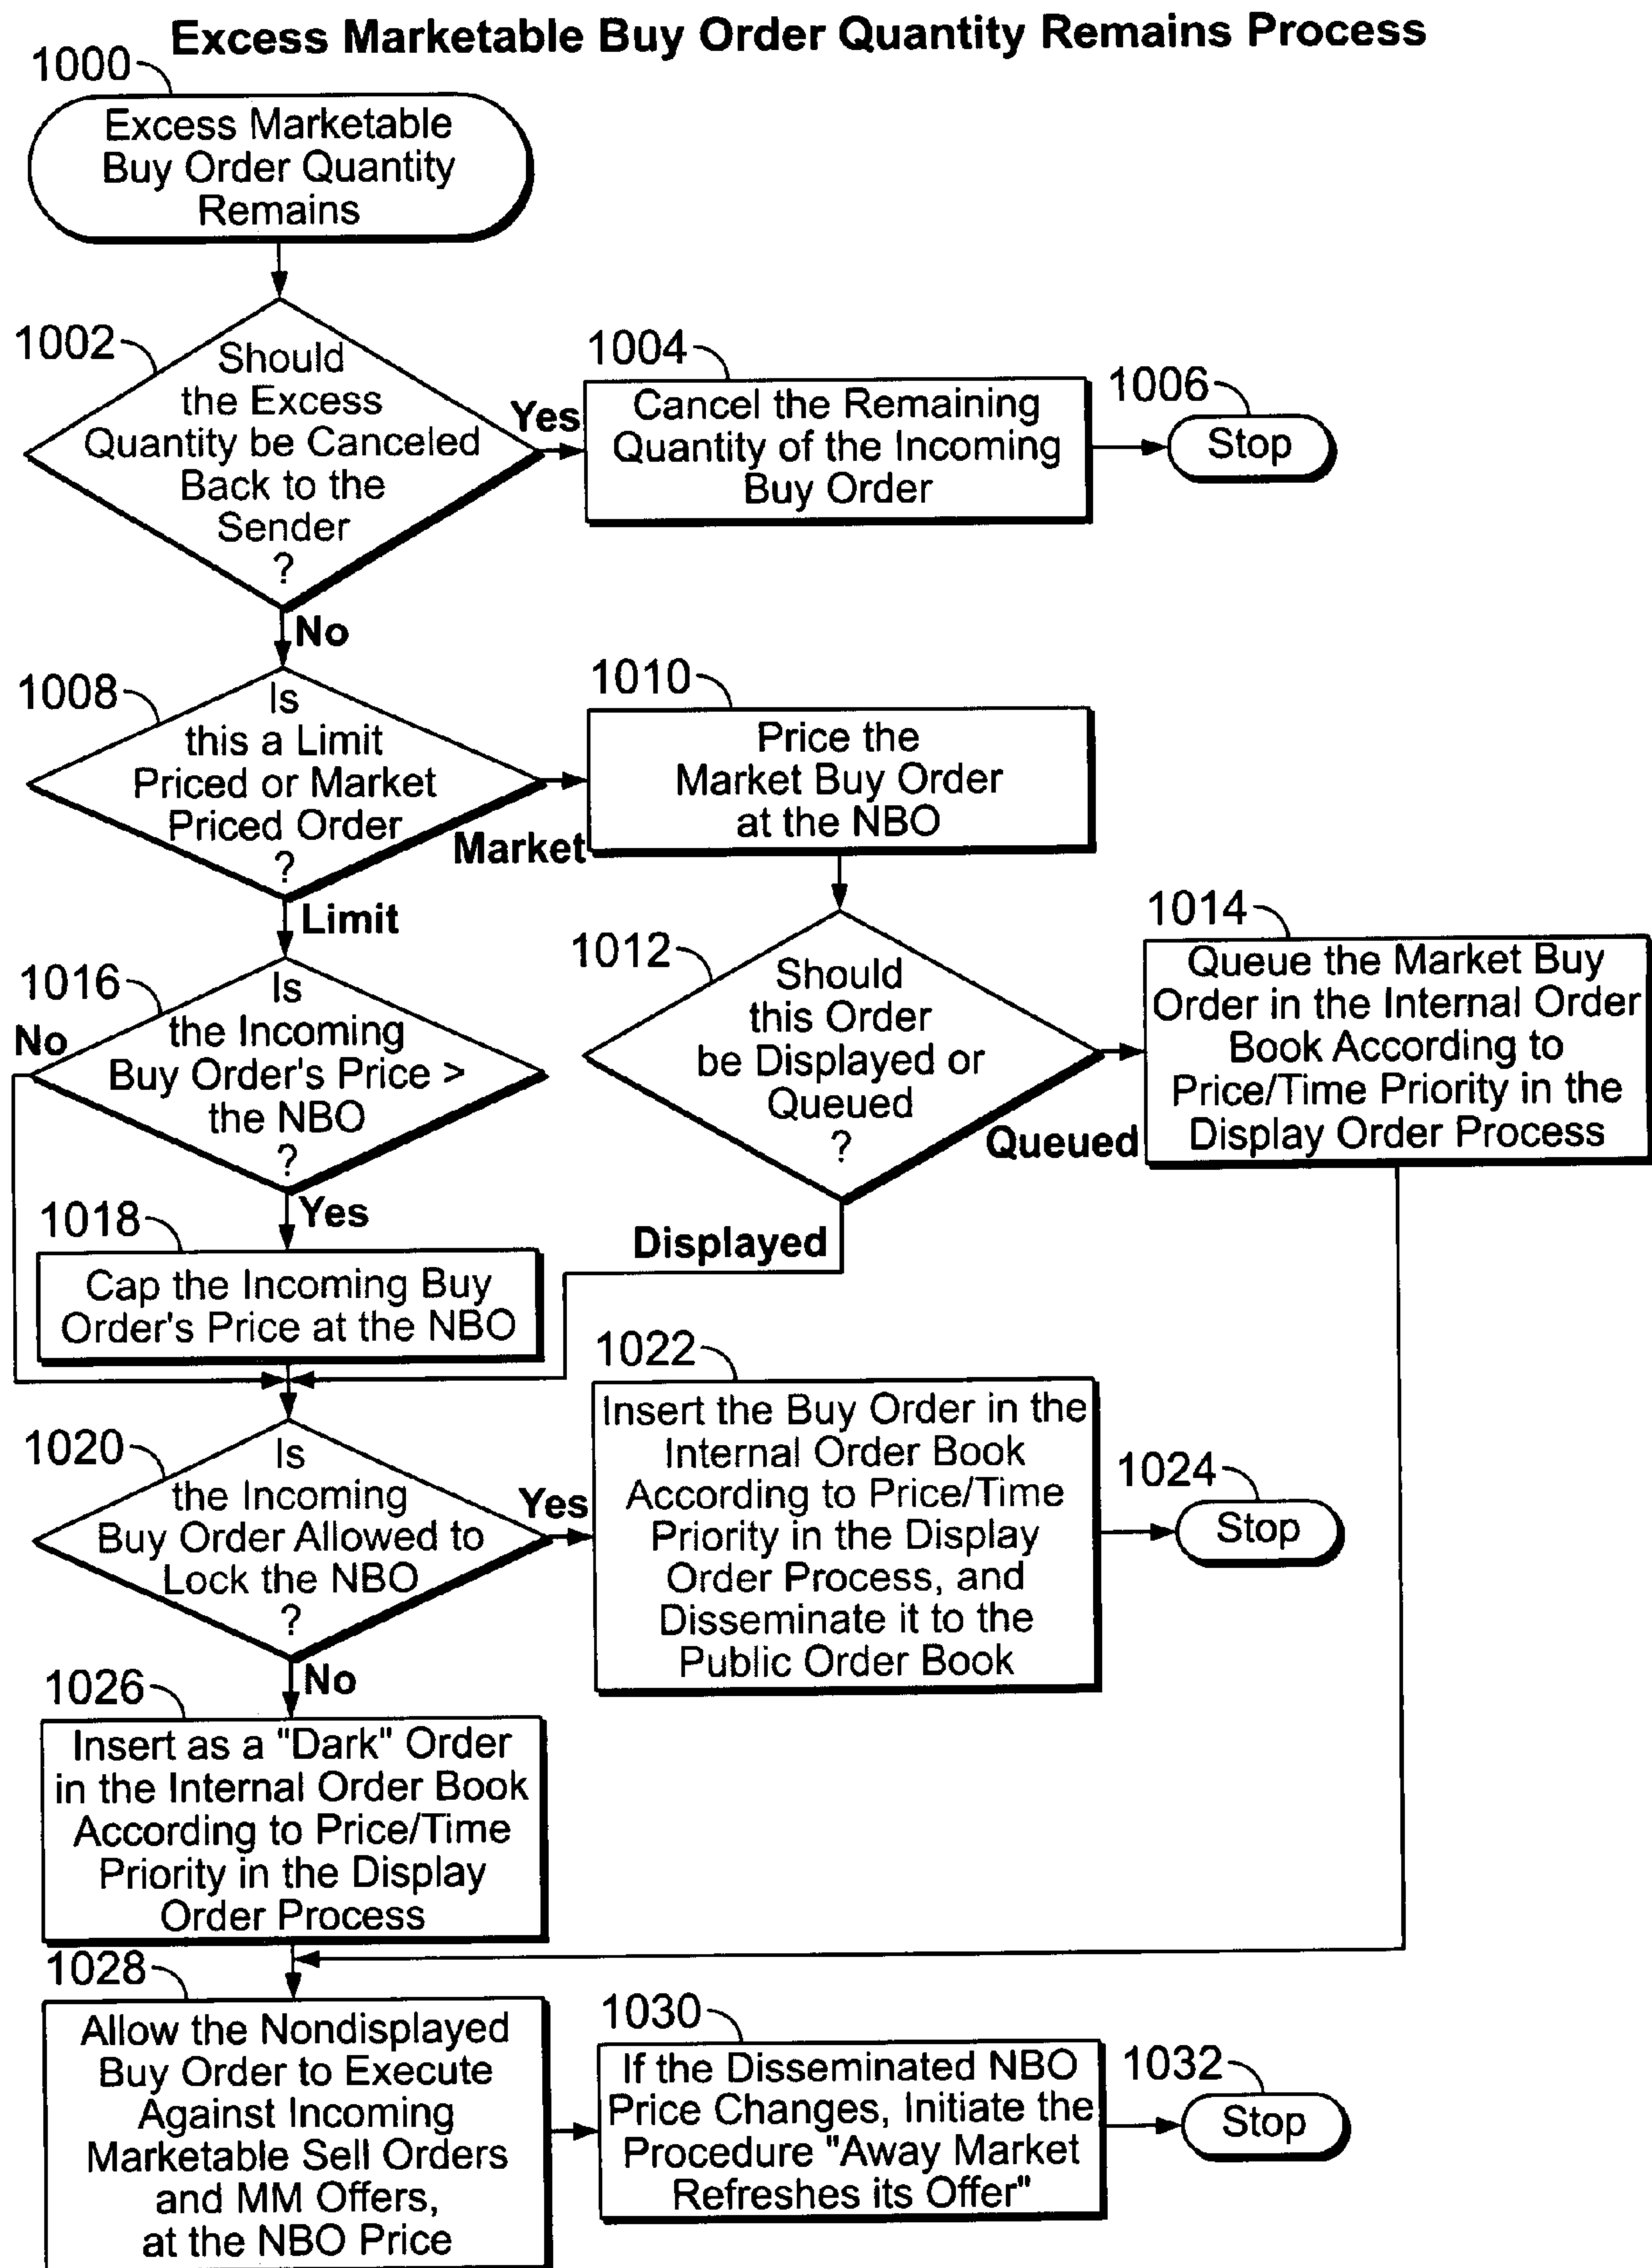 Excess Marketable Buy Order Quantity Remains Process
1000
Excess Marketable
Buy Order Quantity
Remains
1002
Should
the Excess
Quantity be Canceled
Back to the
Sender
?
Yes
1004
Cancel the Remaining
Quantity of the Incoming
Buy Order
1006
Stop
No
1008
Is
this a Limit
Priced or Market
Priced Order
?
Market
1010
Price the
Market Buy Order
at the NBO
Limit
1012
Should
this Order
be Displayed or
Queued
?
Queued
1014
Queue the Market Buy
Order in the Internal Order
Book According to
Price/Time Priority in the
Display Order Process
Displayed
1016
Is
the Incoming
Buy Order's Price >
the NBO
?
No
Yes
1018
Cap the Incoming Buy
Order's Price at the NBO
1020
Is
the Incoming
Buy Order Allowed to
Lock the NBO
?
Yes
1022
Insert the Buy Order in the
Internal Order Book
According to Price/Time
Priority in the Display
Order Process, and
Disseminate it to the
Public Order Book
1024
Stop
No
1026
Insert as a "Dark" Order
in the Internal Order Book
According to Price/Time
Priority in the Display
Order Process
1028
Allow the Nondisplayed
Buy Order to Execute
Against Incoming
Marketable Sell Orders
and MM Offers,
at the NBO Price
1030
If the Disseminated NBO
Price Changes, Initiate the
Procedure "Away Market
Refreshes its Offer"
1032
Stop